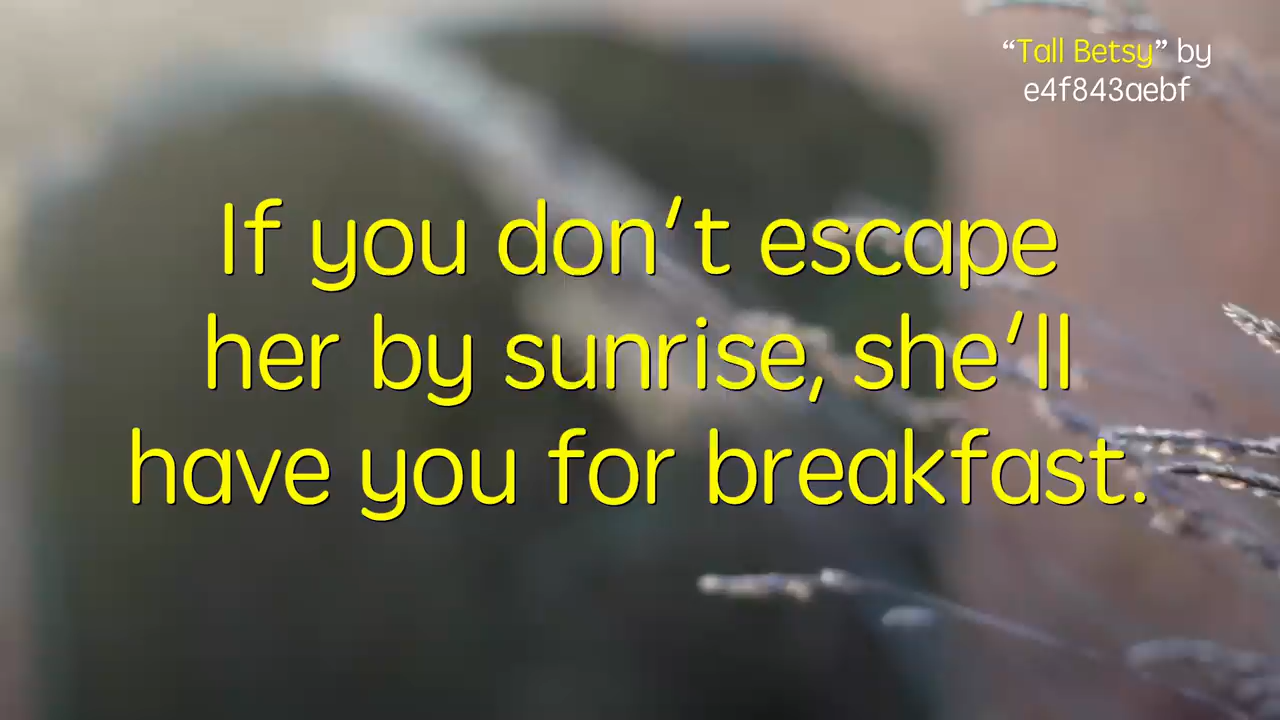 “Tall Betsy” by
e4f843aebf
If you don’t escape
her by sunrise, she’ll
have you for breakfast.